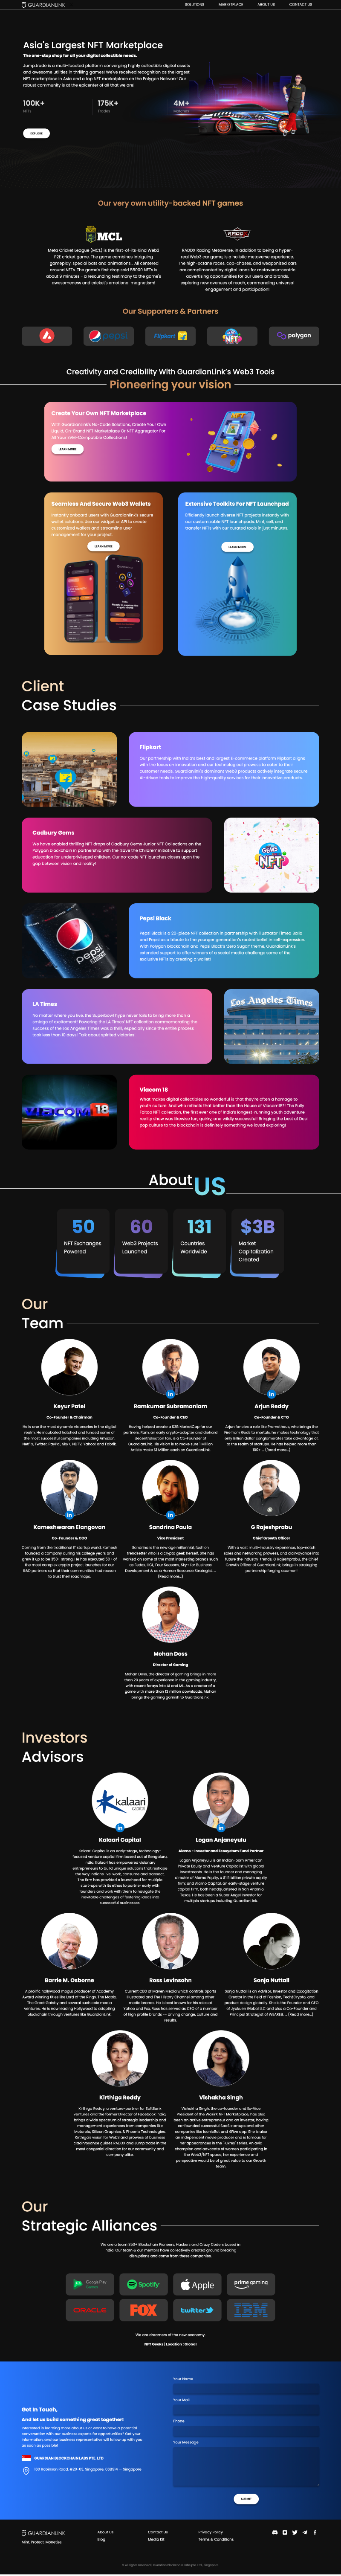 GUARDIANLINK
SOLUTIONS MARKETPLACE ABOUT US CONTACT US
Asia's Largest NFT Marketplace
The one-stop shop for all your digital collectible needs.
Jump.trade is a multi-faceted platform converging highly collectible digital assets
and awesome utilities in thrilling games! We've received recognition as the largest
NFT marketplace in Asia and a top NFT marketplace on the Polygon Network! Our
robust community is at the epicenter of all that we are!
100K+ 175K+ 4M+
NFTs Trades Matches
EXPLORE
Our very own utility-backed NFT games
MCL
RADDX
Meta Cricket League (MCL) is the first-of-its-kind Web3
P2E cricket game. The game combines intriguing
gameplay, upbeat bots and animations... All centered
around NFTs. The game's first drop sold 55000 NFTs
in about 9 minutes - a resounding testimony to the game's
awesomeness and cricket's emotional magnetism!
RADDX Racing Metaverse, in addition to being a hyper-
real Web3 car game, is a holistic metaverse experience.
The high-octane races, cop-chases, and weaponized cars
are complimented by digital lands for metaverse-centric
advertising opportunities for users and brands,
exploring new avenues of reach, commanding universal
engagement and participation!
Our Supporters & Partners
pepsi
Flipkart
NFT
polygon
Creativity and Credibility With GuardianLink's Web3 Tools
Pioneering your vision
Create Your Own NFT Marketplace
With GuardianLink's No-Code Solutions, Create Your Own
Liquid, On-Brand NFT Marketplace Or NFT Aggregator For
All Your EVM-Compatible Collections!
LEARN MORE
Seamless And Secure Web3 Wallets
Instantly onboard users with GuardianLink's secure
wallet solutions. Use our widget or API to create
customized wallets and streamline user
management for your project.
LEARN MORE
Extensive Toolkits For NFT Launchpad
Efficiently launch diverse NFT projects instantly with
our customizable NFT launchpads. Mint, sell, and
transfer NFTs with our curated tools in just minutes.
LEARN MORE
Client
Case Studies
Flipkart
Our partnership with India's best and largest E-commerce platform Flipkart aligns
with the focus on innovation and our technological prowess to cater to their
customer needs. GuardianLink's dominant Web3 products actively integrate secure
AI-driven tools to improvise the high-quality services for their innovative products.
Cadbury Gems
We have enabled thrilling NFT drops of Cadbury Gems Junior NFT Collections on the
Polygon blockchain in partnership with the 'Save the Children' initiative to support
education for underprivileged children. Our no-code NFT launches closes upon the
gap between vision and reality!
Gems
NFT
pepsi
Pepsi Black
Pepsi Black is a 20-piece NFT collection in partnership with Illustrator Times Baila
and Pepsi as a tribute to the younger generation's rooted belief in self-expression.
With Polygon blockchain and Pepsi Black's 'Zero Sugar' theme, GuardianLink's
extended support offers of a wonder to million social challenge some of the
exclusive NFTs by creating a wallet!
LA Times
No matter where you live, the Superbowl hype never fails to bring more than a
smidge of excitement! Powering the LA Times' NFT collection commemorating the
success of the Los Angeles Times was a thrill, especially since the entire process
took less than 10 days! Talk about spirited victories!
Los Angeles Times
VIACOM 18
Viacom 18
What makes digital collectibles so wonderful is that they're often a homage to
youth culture. And who reflects that better than the House of Viacom18?! The Fully
Faltoo NFT collection, the first ever one of India's longest-running youth adventure
reality show was likewise fun, quirky, and wildly successful! Bringing the best of Desi
pop culture to the blockchain is definitely something we loved exploring!
About US
50 60 131 $3B
NFT Exchanges
Powered
Web3 Projects
Launched
Countries
Worldwide
Market
Capitalization
Created
Our
Team
Keyur Patel
Co-Founder & Chairman
He is one the most dynamic visionaries in the digital
realm. He incubated hatched and funded some of
the most successful companies including Amazon,
Netflix, Twitter, PayPal, Sky+, NDTV, Yahoo! and Fabrik.
Ramkumar Subramaniam
Co-Founder & CEO
Having helped create a $3B MarketCap for our
partners, Ram, an early crypto-adopter and diehard
decentralization fan, is a Co-Founder of
GuardianLink. His vision is to make sure 1 Million
Artists make 10 Million each on GuardianLink.
Arjun Reddy
Co-Founder & CTO
Arjun fancies a role like Prometheus, who brings the
Fire from Gods to mortals, he makes technology that
only Billion dollar conglomerates take advantage of,
to the realm of startups. He has helped more than
150+ ... [Read more...]
Kameshwaran Elangovan
Co-Founder & COO
Coming from the traditional IT startup world, Kamesh
founded a company during his college years and
grew it up to be 350+ strong. He has executed 50+ of
the most complex crypto project launches for our
R&D partners so that their communities had reason
to trust their roadmaps.
Sandrina Paula
Vice President
Sandrina is the new age millennial, fashion
trendsetter who is a crypto geek herself. She has
worked on some of the most interesting brands such
as Tesla, HCL, Four Seasons, Sky+ for Business
Development & as a Human Resource Strategist. ...
[Read more...]
G Rajeshprabu
Chief Growth Officer
With a vast multi-industry experience, top-notch
sales and networking prowess, and clairvoyance into
future the industry trends, G Rajeshprabu, the Chief
Growth Officer of GuardianLink, brings in strategizing
partnership forging acumen!
Mohan Doss
Director of Gaming
Mohan Doss, the director of gaming brings in more
than 20 years of experience in the gaming industry,
with recent forays into AI and ML. As a creator of a
game with more than 12 million downloads, Mohan
brings the gaming garnish to GuardianLink!
Investors
Advisors
kalaari
capital
Kalaari Capital
Kalaari Capital is an early-stage, technology-
focused venture capital firm based out of Bengaluru,
India. Kalaari has empowered visionary
entrepreneurs to build unique solutions that reshape
the way Indians live, work, consume and transact.
The firm has provided a launchpad for multiple
start-ups with its ethos to partner early with
founders and work with them to navigate the
inevitable challenges of fostering ideas into
successful businesses.
Logan Anjaneyulu
Alamo - Investor and Ecosystem Fund Partner
Logan Anjaneyulu is an Indian-born American
Private Equity and Venture Capitalist with global
investments. He is the founder and managing
director of Alamo Equity, a $1.5 billion private equity
firm, and Alamo Capital, an early-stage venture
capital firm, both headquartered in San Antonio,
Texas. He has been a Super Angel investor for
multiple startups including GuardianLink.
Barrie M. Osborne
A prolific hollywood mogul, producer of Academy
Award winning titles like Lord of the Rings, The Matrix,
The Great Gatsby and several such epic media
ventures. He is now leading Hollywood for adopting
blockchain through ventures like GuardianLink.
Ross Levinsohn
Current CEO of Maven Media which controls Sports
Illustrated and The History Channel among other
media brands. He is best known for his roles at
Yahoo and Fox, Ross has served as CEO of a number
of high profile brands -- driving change, culture and
results.
Sonja Nuttall
Sonja Nuttall is an Advisor, Investor and Ecocogitation
Creator in the field of Fashion, Tech/Crypto, and
product design globally. She is the Founder and CEO
of Jaybyam Global LLC and also a Co-Founder and
Principal Strategist of WGAREB. ... [Read more...]
Kirthiga Reddy
Kirthiga Reddy, a venture-partner for SoftBank
ventures and the former director of Facebook India,
brings a wide spectrum of strategic leadership and
management experiences from companies like
Motorola, Silicon Graphics, & Phoenix Technologies.
Kirthiga's vision for Web3 and prowess of business
clairvoyance guides RADDX and Jump.trade in the
most congenial direction for our community and
company alike.
Vishakha Singh
Vishakha Singh, the co-founder and 1x-Vice
President of the WazirX NFT Marketplace, has also
been an active entrepreneur and an investor, having
co-founded successful SaaS startups and other
companies like IconicBot and Aflue app. She is also
an independent movie producer and is famous for
her appearances in the 'Fukrey' series. An avid
champion and advocate of women participating in
the Web3/NFT space, her experience and
perspective would be of great value to our Growth
team.
Our
Strategic Alliances
We are a team 350+ Blockchain Pioneers, Hackers and Crazy Coders based in
India. Our team & our mentors have collectively created ground breaking
disruptions and come from these companies.
Google Play
Spotify
Apple
prime gaming
ORACLE
FOX
twitter
IBM
We are dreamers of the new economy.
NFT Geeks | Location : Global
Get In Touch,
And let us build something great together!
Interested in learning more about us or want to have a potential
conversation with our business experts for opportunities? Get your
information, and our business representative will follow up with you
as soon as possible!
GUARDIAN BLOCKCHAIN LABS PTE. LTD
160 Robinson Road, #20-03, Singapore, 068914 – Singapore
Your Name
Your Mail
Phone
Your Message
SUBMIT
GUARDIANLINK
Mint. Protect. Monetize.
About Us Contact Us Privacy Policy
Blog Media Kit Terms & Conditions